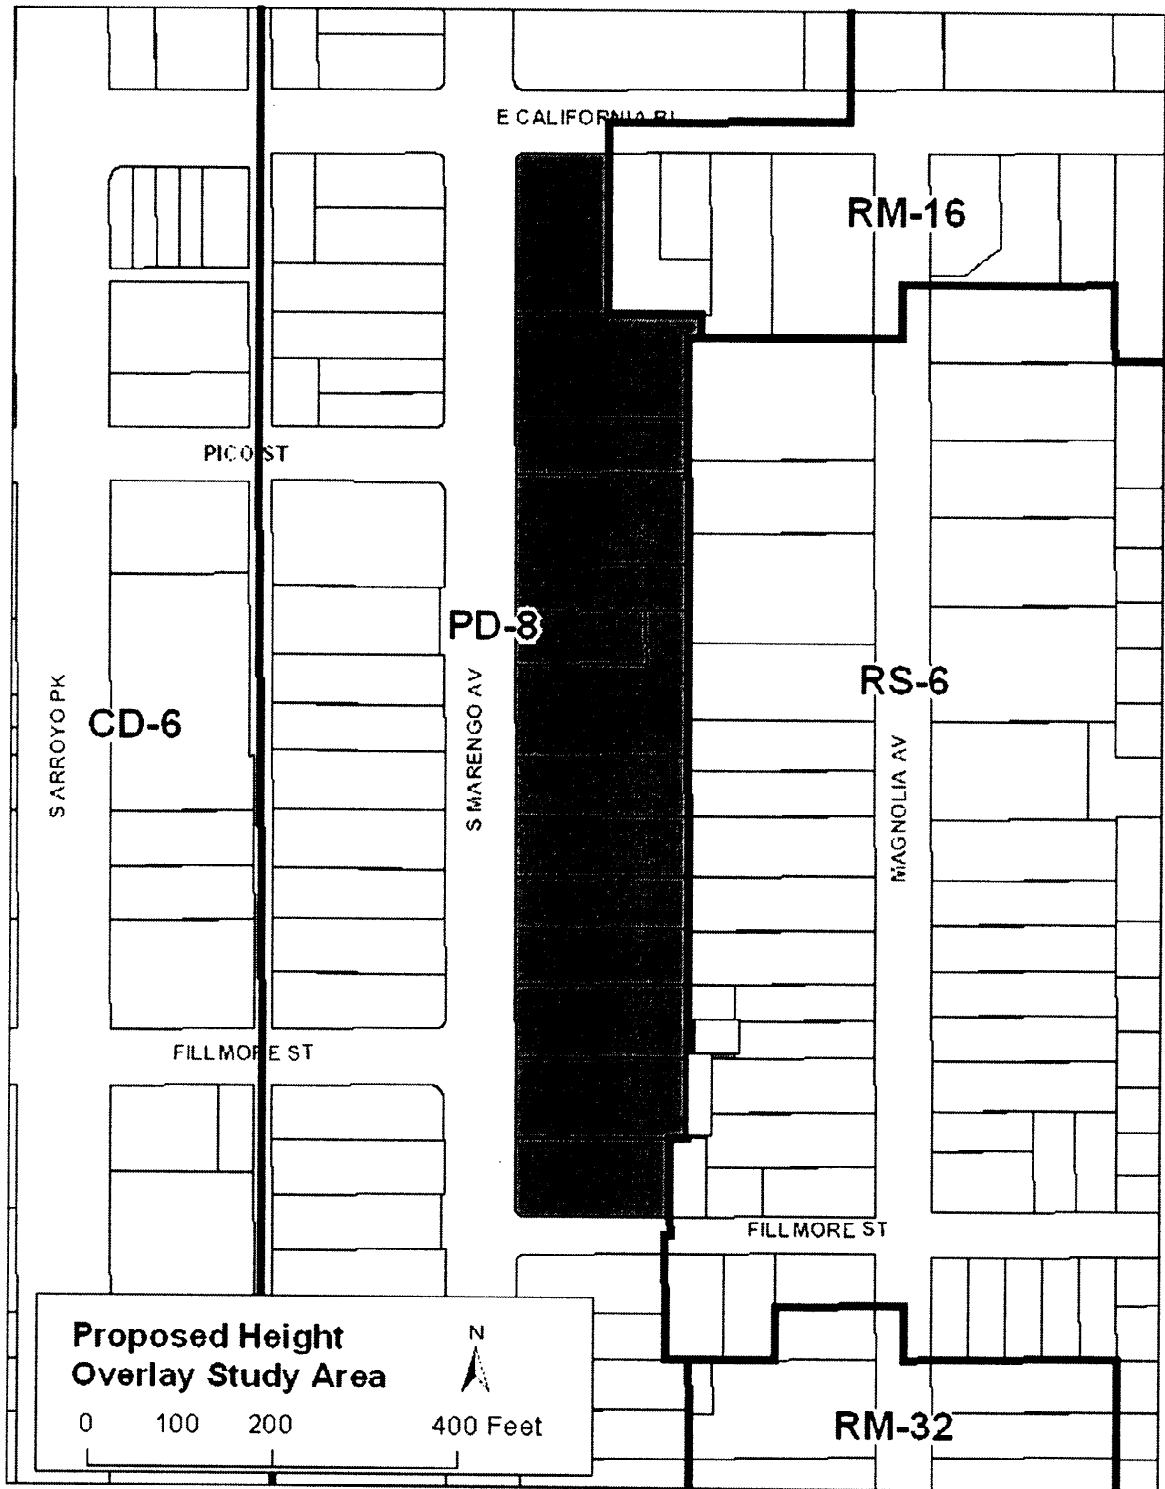 E CALIFORNIA BL
RM-16
PICO ST
PD-8
S ARROYO PK
CD-6
S MARENGO AV
RS-6
MAGNOLIA AV
FILLMORE ST
FILLMORE ST
Proposed Height
Overlay Study Area
N
0 100 200 400 Feet
RM-32